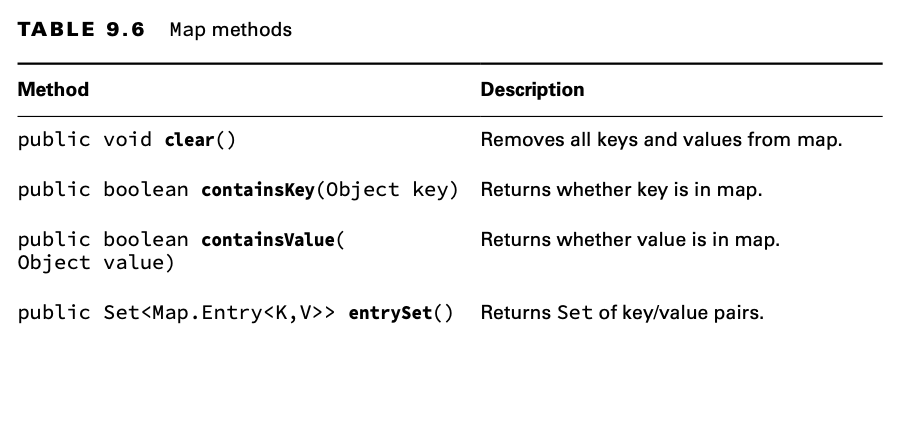 TABLE 9.6 Map methods
Method Description
public void clear() Removes all keys and values from map.
public boolean containsKey(Object key) Returns whether key is in map.
public boolean containsValue( Returns whether value is in map.
Object value)
public Set<Map.Entry<K,V>> entrySet() Returns Set of key/value pairs.